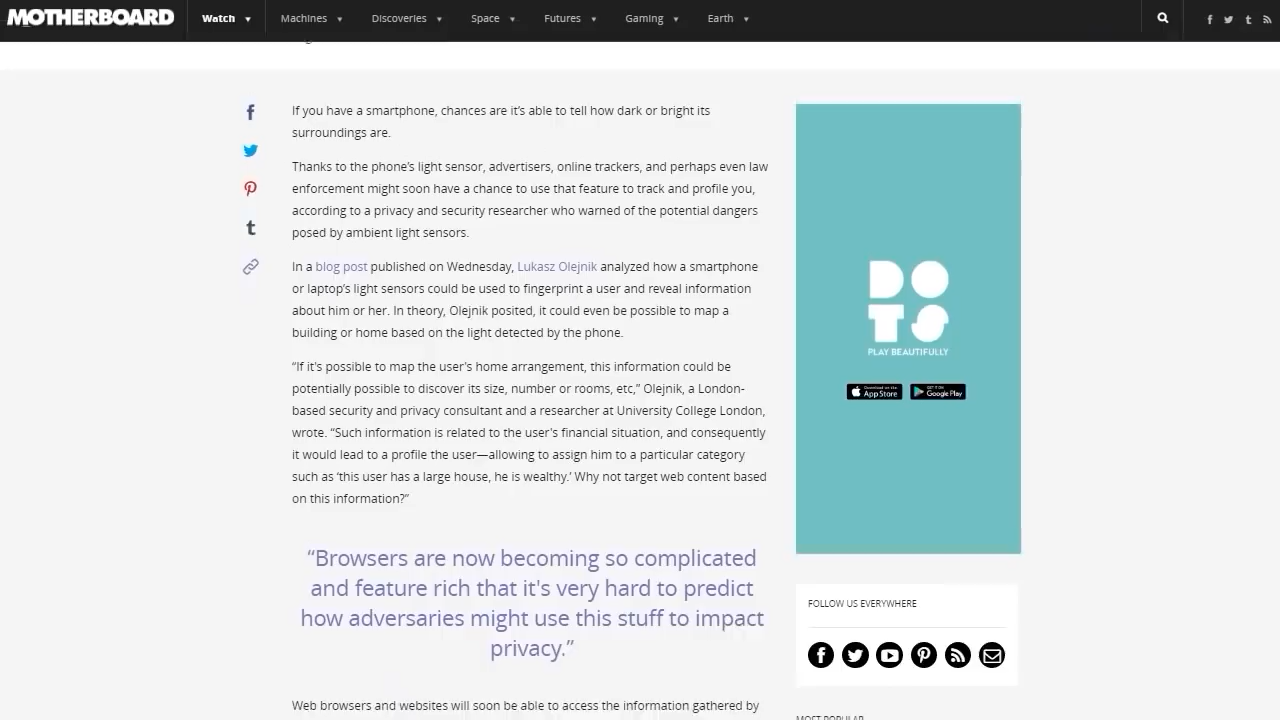 MOTHERBOARD
Watch
Machines
Discoveries
Space
Futures
Gaming
Earth
If you have a smartphone, chances are it's able to tell how dark or bright its
surroundings are.
Thanks to the phone's light sensor, advertisers, online trackers, and perhaps even law
enforcement might soon have a chance to use that feature to track and profile you,
according to a privacy and security researcher who warned of the potential dangers
posed by ambient light sensors.
In a blog post published on Wednesday, Lukasz Olejnik analyzed how a smartphone
or laptop's light sensors could be used to fingerprint a user and reveal information
about him or her. In theory, Olejnik posited, it could even be possible to map a
building or home based on the light detected by the phone.
“If it's possible to map the user's home arrangement, this information could be
potentially possible to discover its size, number or rooms, etc,” Olejnik, a London-
based security and privacy consultant and a researcher at University College London,
wrote. “Such information is related to the user's financial situation, and consequently
it would lead to a profile the user—allowing to assign him to a particular category
such as ‘this user has a large house, he is wealthy.’ Why not target web content based
on this information?”
“Browsers are now becoming so complicated
and feature rich that it's very hard to predict
how adversaries might use this stuff to impact
privacy.”
Web browsers and websites will soon be able to access the information gathered by
DOTS
PLAY BEAUTIFULLY
Download on the
App Store
GET IT ON
Google Play
FOLLOW US EVERYWHERE
MOST POPULAR